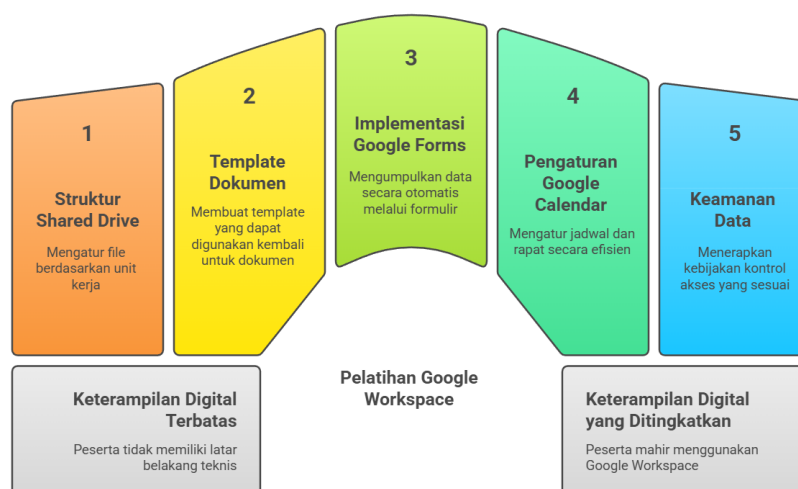 1
Struktur
Shared Drive
Mengatur file
berdasarkan unit
kerja
2
Template
Dokumen
Membuat template
yang dapat
digunakan kembali
untuk dokumen
3
Implementasi
Google Forms
Mengumpulkan data
secara otomatis
melalui formulir
4
Pengaturan
Google
Calendar
Mengatur jadwal dan
rapat secara efisien
5
Keamanan
Data
Menerapkan
kebijakan kontrol
akses yang sesuai
Keterampilan Digital
Terbatas
Peserta tidak memiliki latar
belakang teknis
Pelatihan Google
Workspace
Keterampilan Digital
yang Ditingkatkan
Peserta mahir menggunakan
Google Workspace